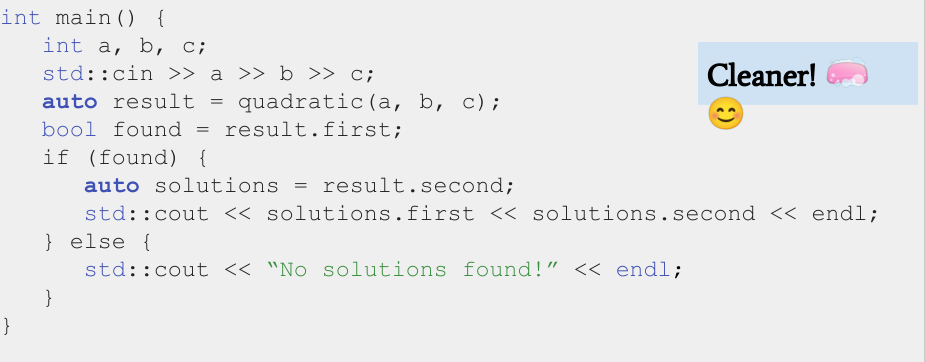 int main() {
int a, b, c;
std::cin >> a >> b >> c;
auto result = quadratic(a, b, c);
bool found = result.first;
if (found) {
auto solutions = result.second;
std::cout << solutions.first << solutions.second << endl;
} else {
std::cout << “No solutions found!” << endl;
}
}
Cleaner! 🧼
😊